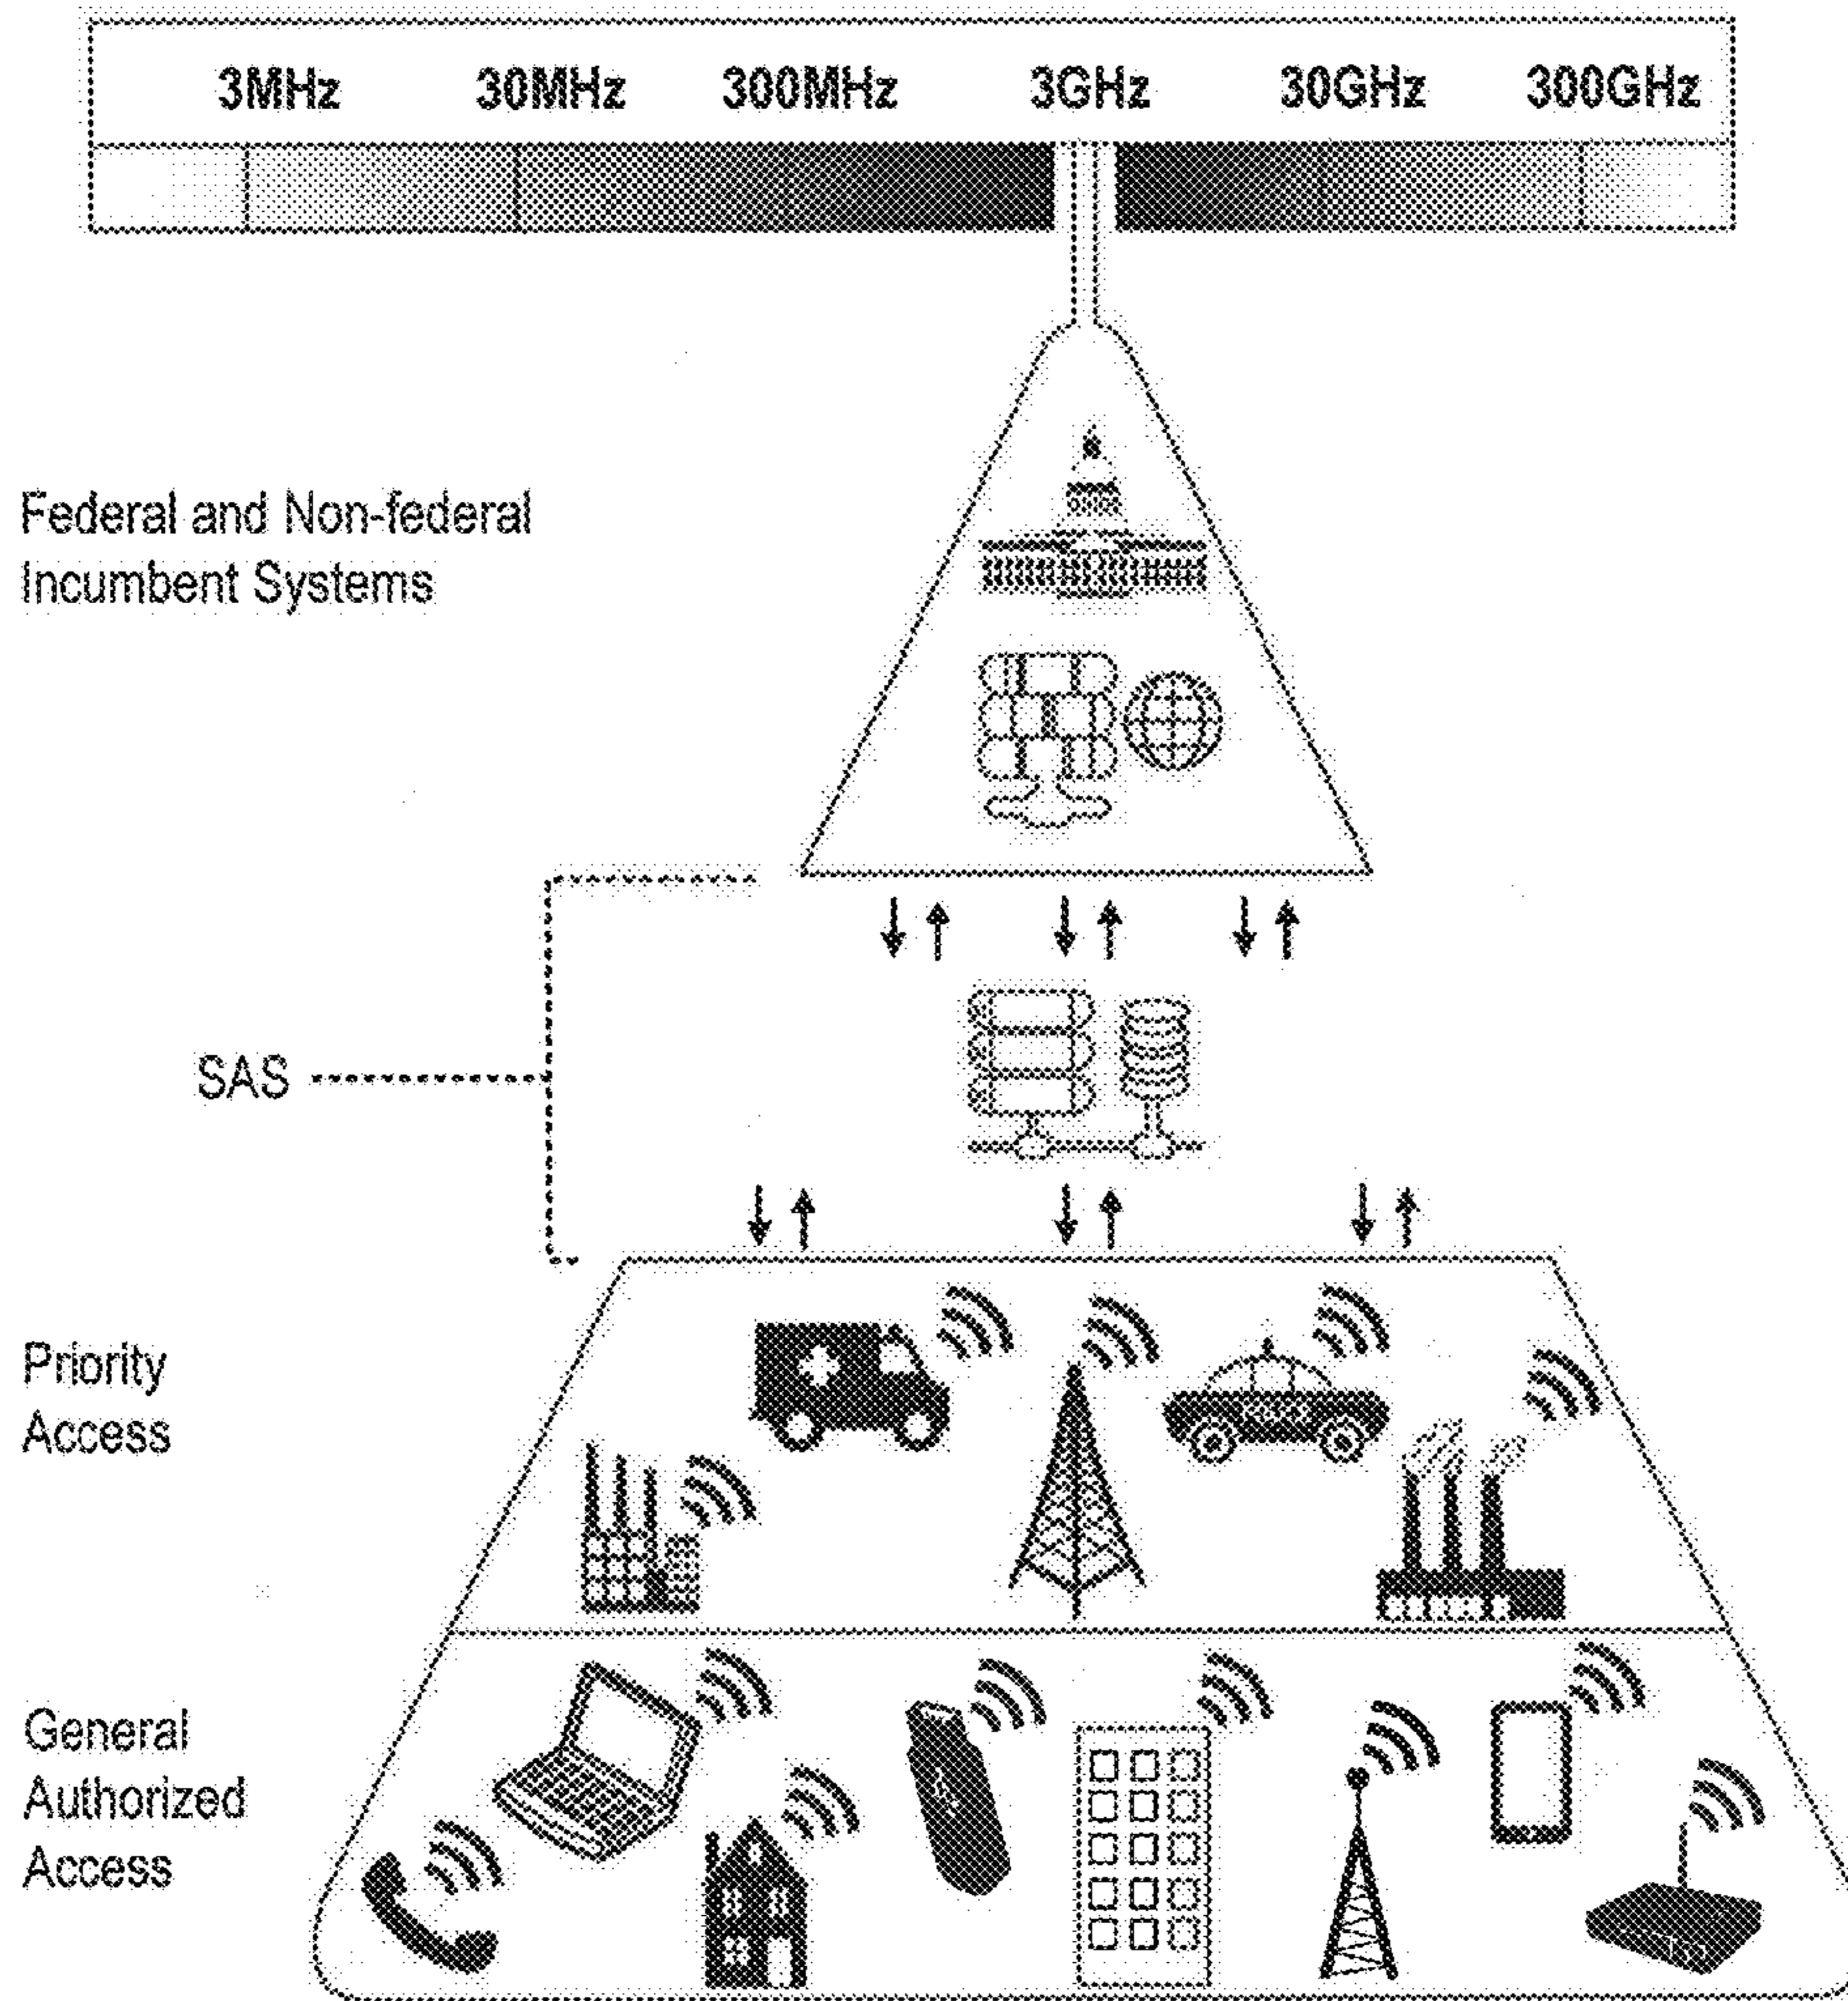 3MHz 30MHz 300MHz 3GHz 30GHz 300GHz
Federal and Non-federal
Incumbent Systems
SAS
Priority
Access
General
Authorized
Access